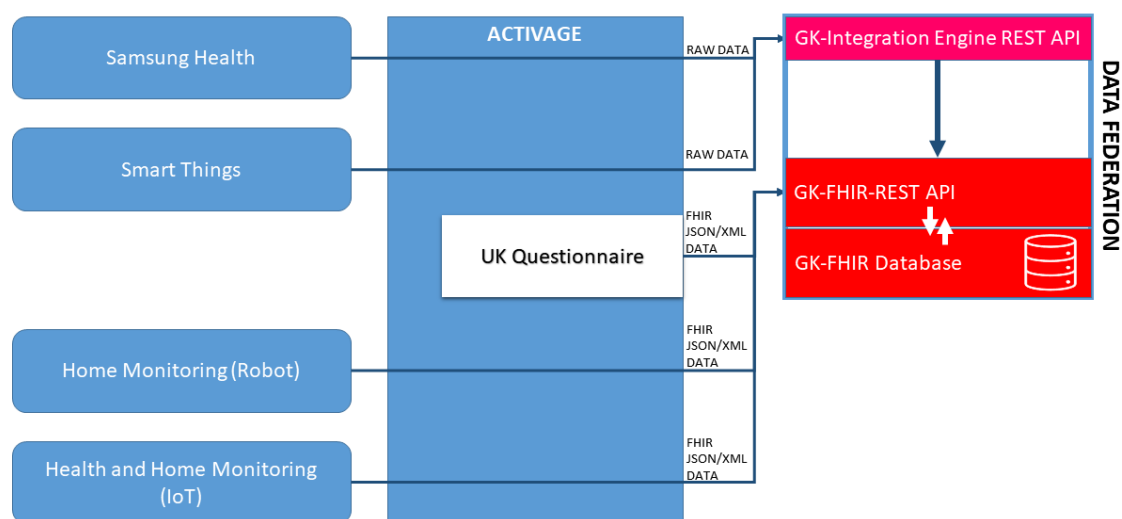 ACTIVAGE
Samsung Health
RAW DATA
GK-Integration Engine REST API
Smart Things
RAW DATA
DATA FEDERATION
GK-FHIR-REST API
FHIR
JSON/XML
DATA
UK Questionnaire
GK-FHIR Database
Home Monitoring (Robot)
FHIR
JSON/XML
DATA
Health and Home Monitoring
(IoT)
FHIR
JSON/XML
DATA